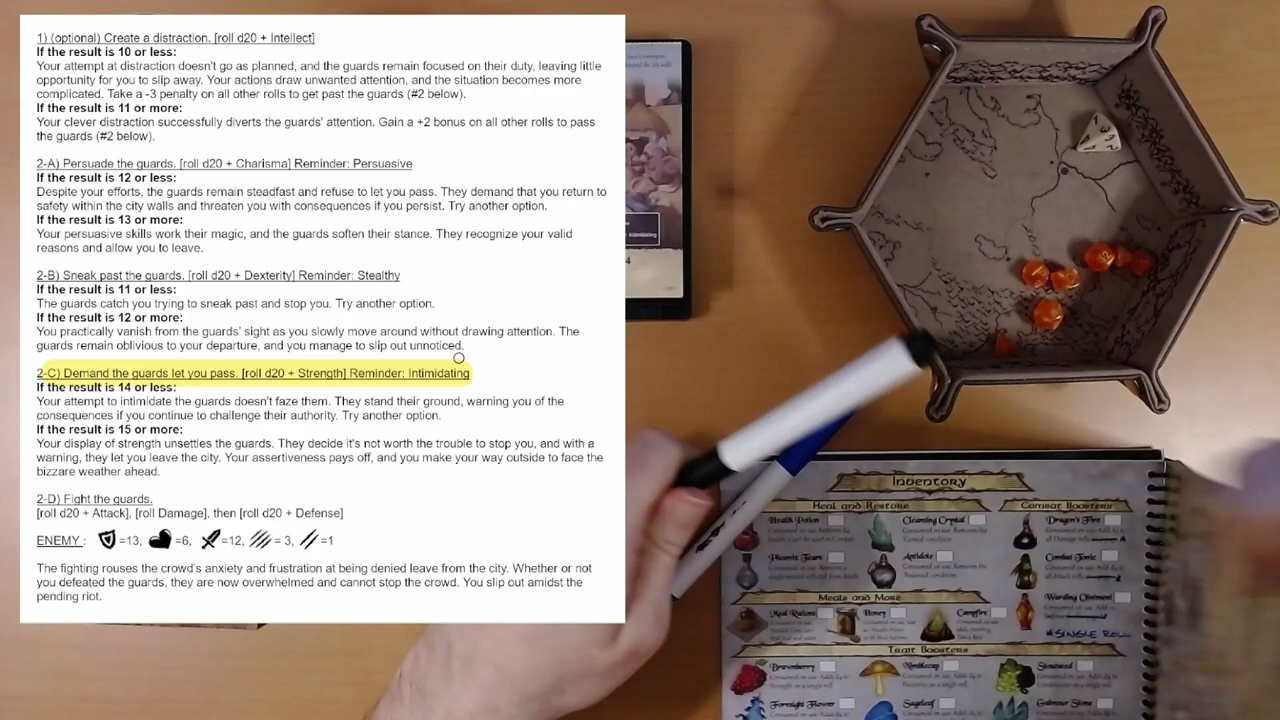 1) (optional) Create a distraction. [roll d20 + Intellect]
If the result is 10 or less:
Your attempt at distraction doesn't go as planned, and the guards remain focused on their duty, leaving little
opportunity for you to slip away. Your actions draw unwanted attention, and the situation becomes more
complicated. Take a -3 penalty on all other rolls to get past the guards (#2 below).
If the result is 11 or more:
Your clever distraction successfully diverts the guards' attention. Gain a +2 bonus on all other rolls to pass
the guards (#2 below).
2-A) Persuade the guards. [roll d20 + Charisma] Reminder: Persuasive
If the result is 12 or less:
Despite your efforts, the guards remain steadfast and refuse to let you pass. They demand that you return to
safety within the city walls and threaten you with consequences if you persist. Try another option.
If the result is 13 or more:
Your persuasive skills work their magic, and the guards soften their stance. They recognize your valid
reasons and allow you to leave.
2-B) Sneak past the guards. [roll d20 + Dexterity] Reminder: Stealthy
If the result is 11 or less:
The guards catch you trying to sneak past and stop you. Try another option.
If the result is 12 or more:
You practically vanish from the guards' sight as you slowly move around without drawing attention. The
guards remain oblivious to your departure, and you manage to slip out unnoticed.
2-C) Demand the guards let you pass. [roll d20 + Strength] Reminder: Intimidating
If the result is 14 or less:
Your attempt to intimidate the guards doesn't faze them. They stand their ground, warning you of the
consequences if you continue to challenge their authority. Try another option.
If the result is 15 or more:
Your display of strength unsettles the guards. They decide it's not worth the trouble to stop you, and with a
warning, they let you leave the city. Your assertiveness pays off, and you make your way outside to face the
bizzare weather ahead.
2-D) Fight the guards.
[roll d20 + Attack], [roll Damage], then [roll d20 + Defense]
ENEMY : =13, =6, =12, = 3, =1
The fighting rouses the crowd's anxiety and frustration at being denied leave from the city. Whether or not
you defeated the guards, they are now overwhelmed and cannot stop the crowd. You slip out amidst the
pending riot.
Inventory
Heal and Restore
Combat Boosters
Health Potion
Cleaning Crystal
Dragon's Fire
Phoenix Tears
Antidote
Combat Tonic
Meals and More
Warding Ointment
Meal Rations
Honey
Campfire
*SINGLE ROLL
Trait Boosters
Brawnberry
Nimblecap
Stoutseed
Foresight Flower
Sageleaf
Glamour Stone